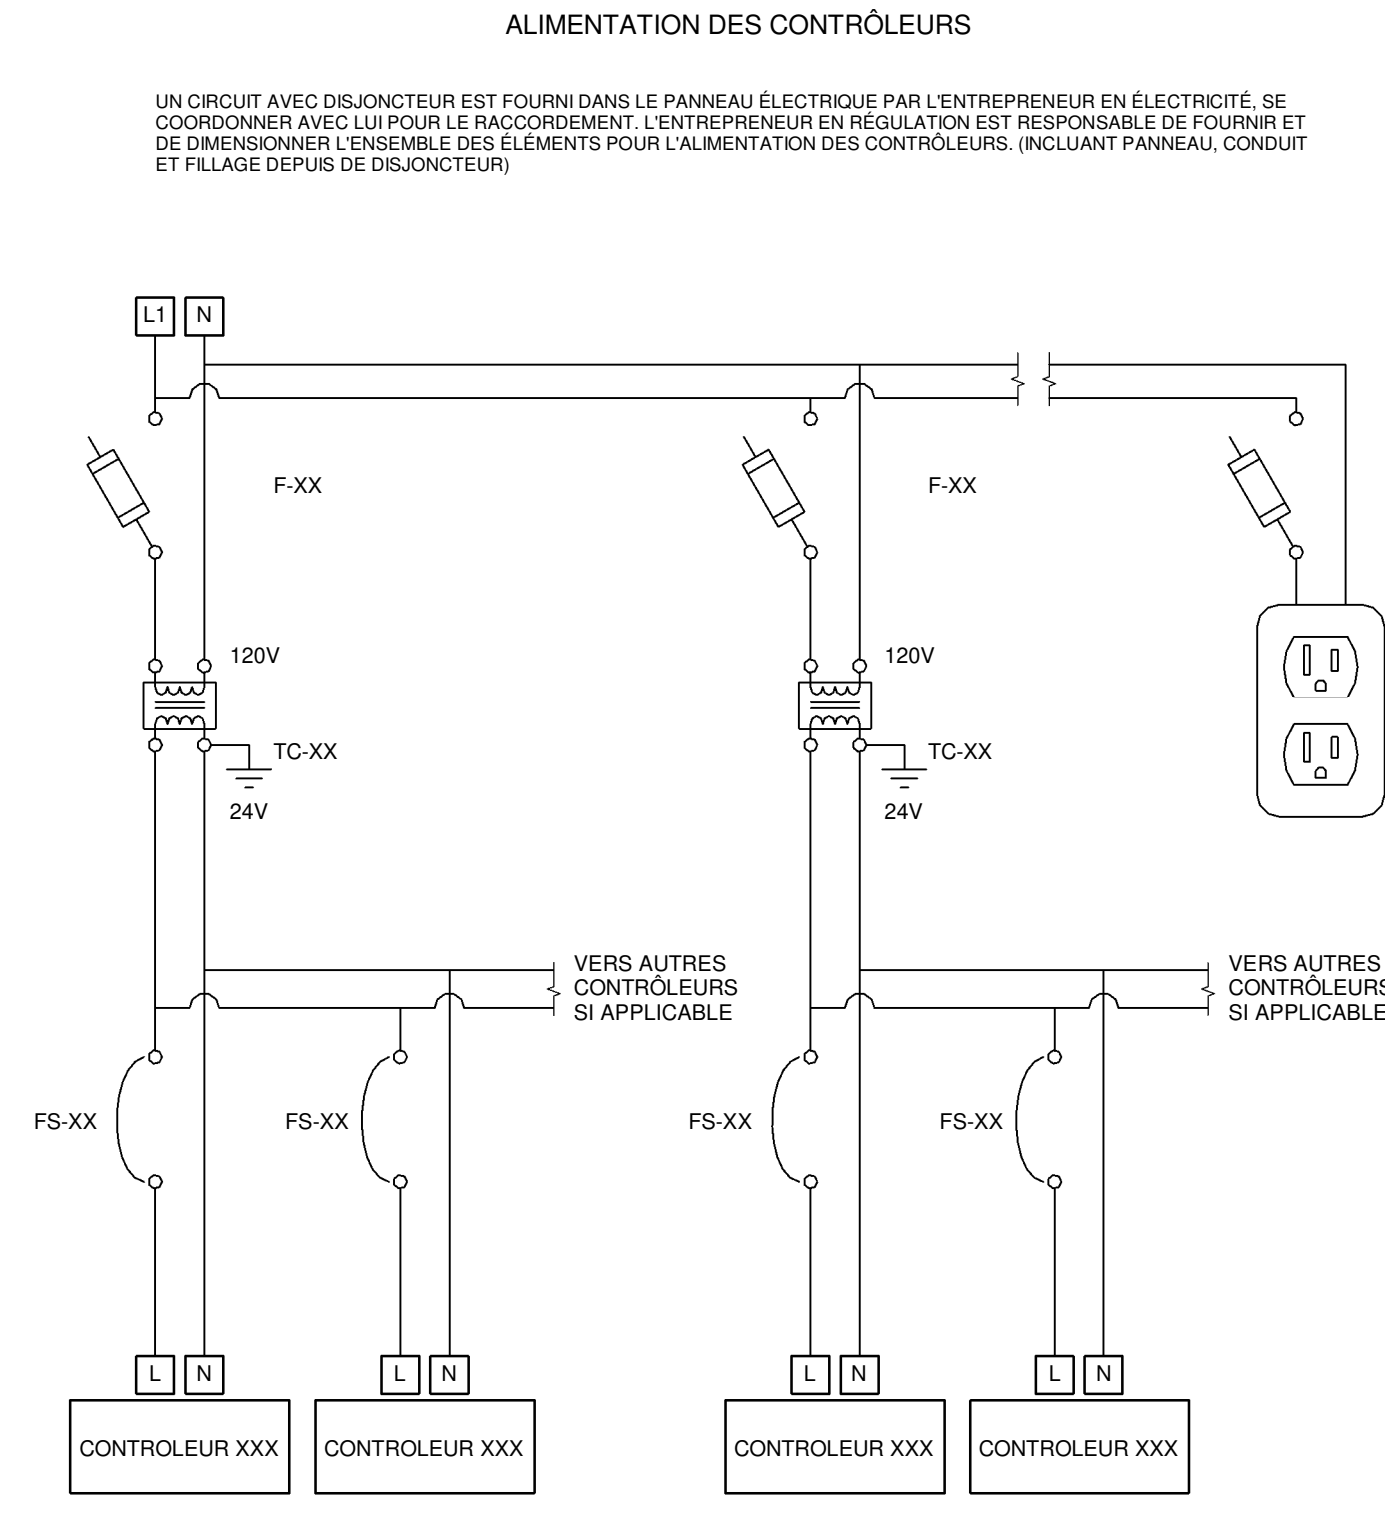 ALIMENTATION DES CONTRÔLEURS
UN CIRCUIT AVEC DISJONCTEUR EST FOURNI DANS LE PANNEAU ÉLECTRIQUE PAR L'ENTREPRENEUR EN ÉLECTRICITÉ, SE
COORDONNER AVEC LUI POUR LE RACCORDEMENT. L'ENTREPRENEUR EN RÉGULATION EST RESPONSABLE DE FOURNIR ET
DE DIMENSIONNER L'ENSEMBLE DES ÉLÉMENTS POUR L'ALIMENTATION DES CONTRÔLEURS. (INCLUANT PANNEAU, CONDUIT
ET FILLAGE DEPUIS DE DISJONCTEUR)
L1 N
F-XX F-XX
120V 120V
TC-XX TC-XX
24V 24V
VERS AUTRES
CONTRÔLEURS
SI APPLICABLE
VERS AUTRES
CONTRÔLEURS
SI APPLICABLE
FS-XX FS-XX FS-XX FS-XX
L N L N L N L N
CONTROLEUR XXX CONTROLEUR XXX CONTROLEUR XXX CONTROLEUR XXX